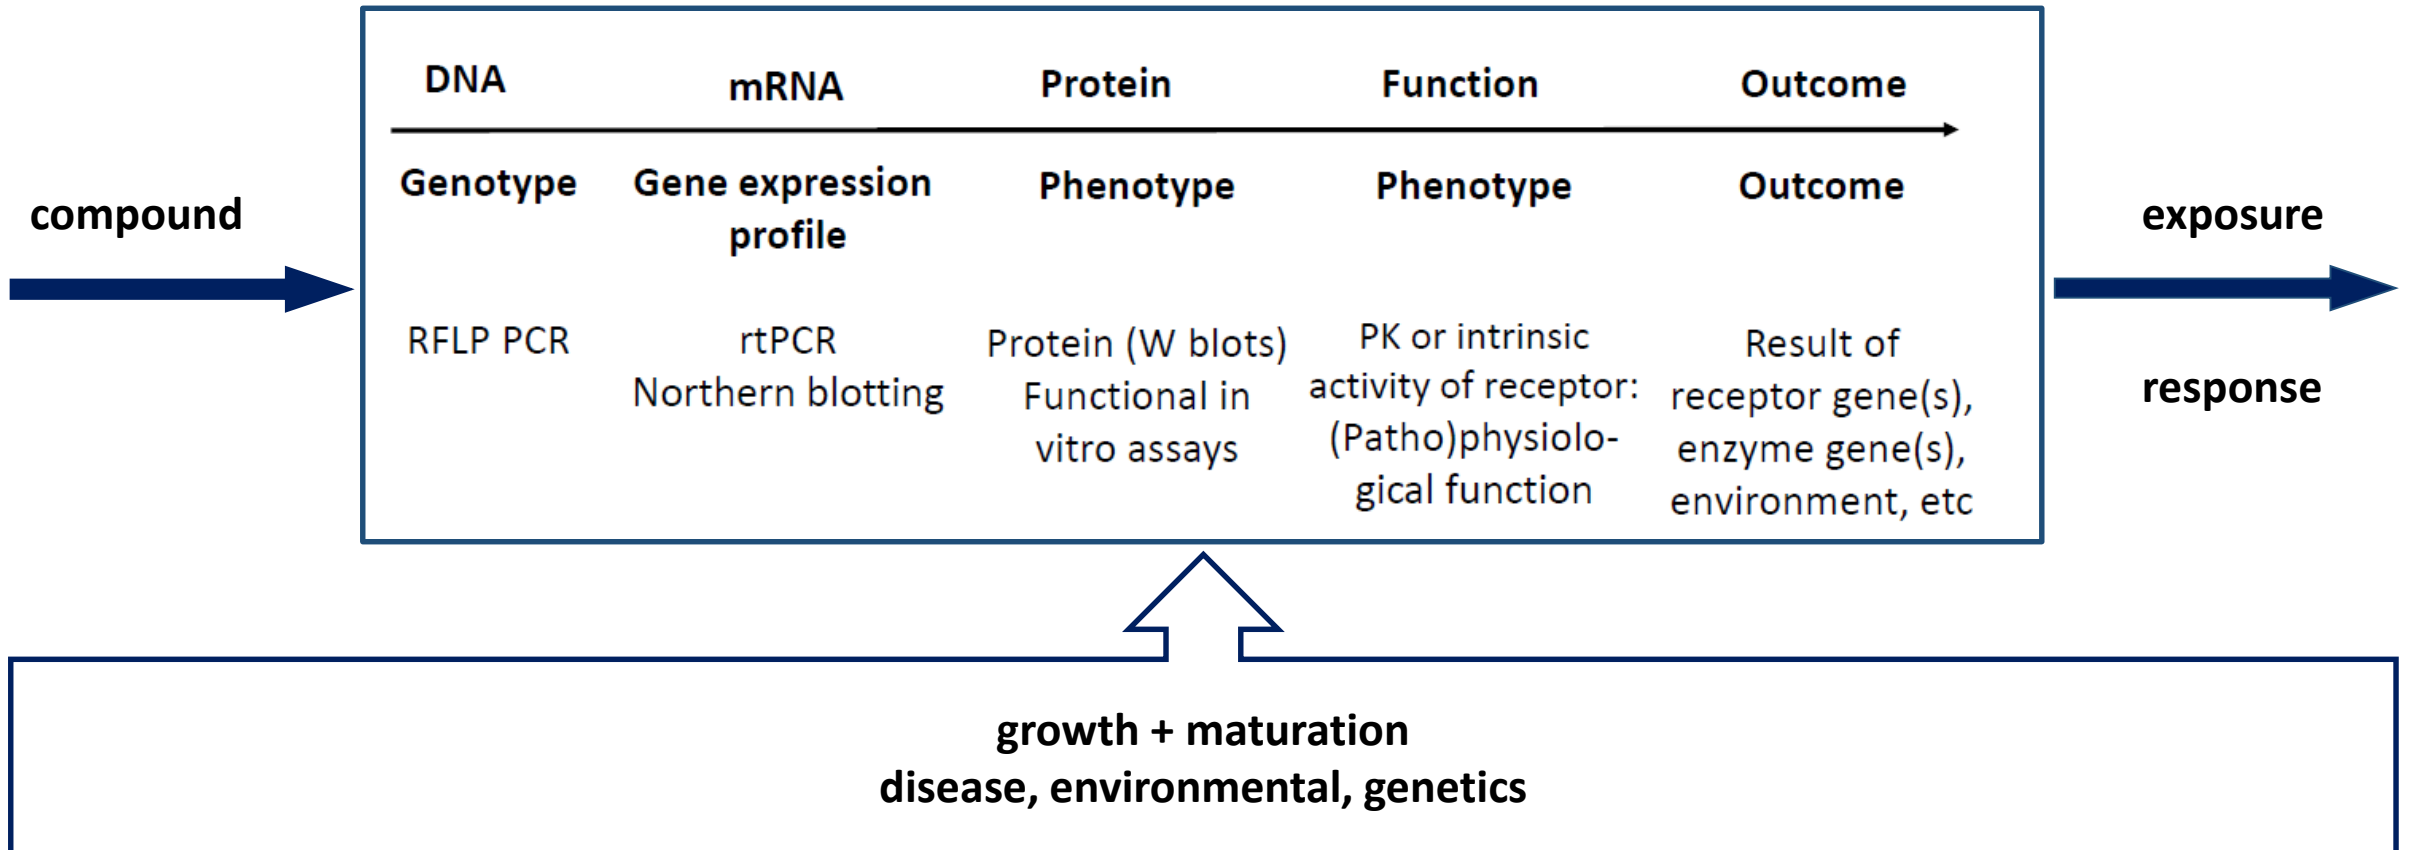 DNA mRNA Protein Function Outcome
Genotype Gene expression profile Phenotype Phenotype Outcome
compound
exposure
response
RFLP PCR
rtPCR
Northern blotting
Protein (W blots)
Functional in
vitro assays
PK or intrinsic
activity of receptor:
(Patho)physiolo-
gical function
Result of
receptor gene(s),
enzyme gene(s),
environment, etc
growth + maturation
disease, environmental, genetics